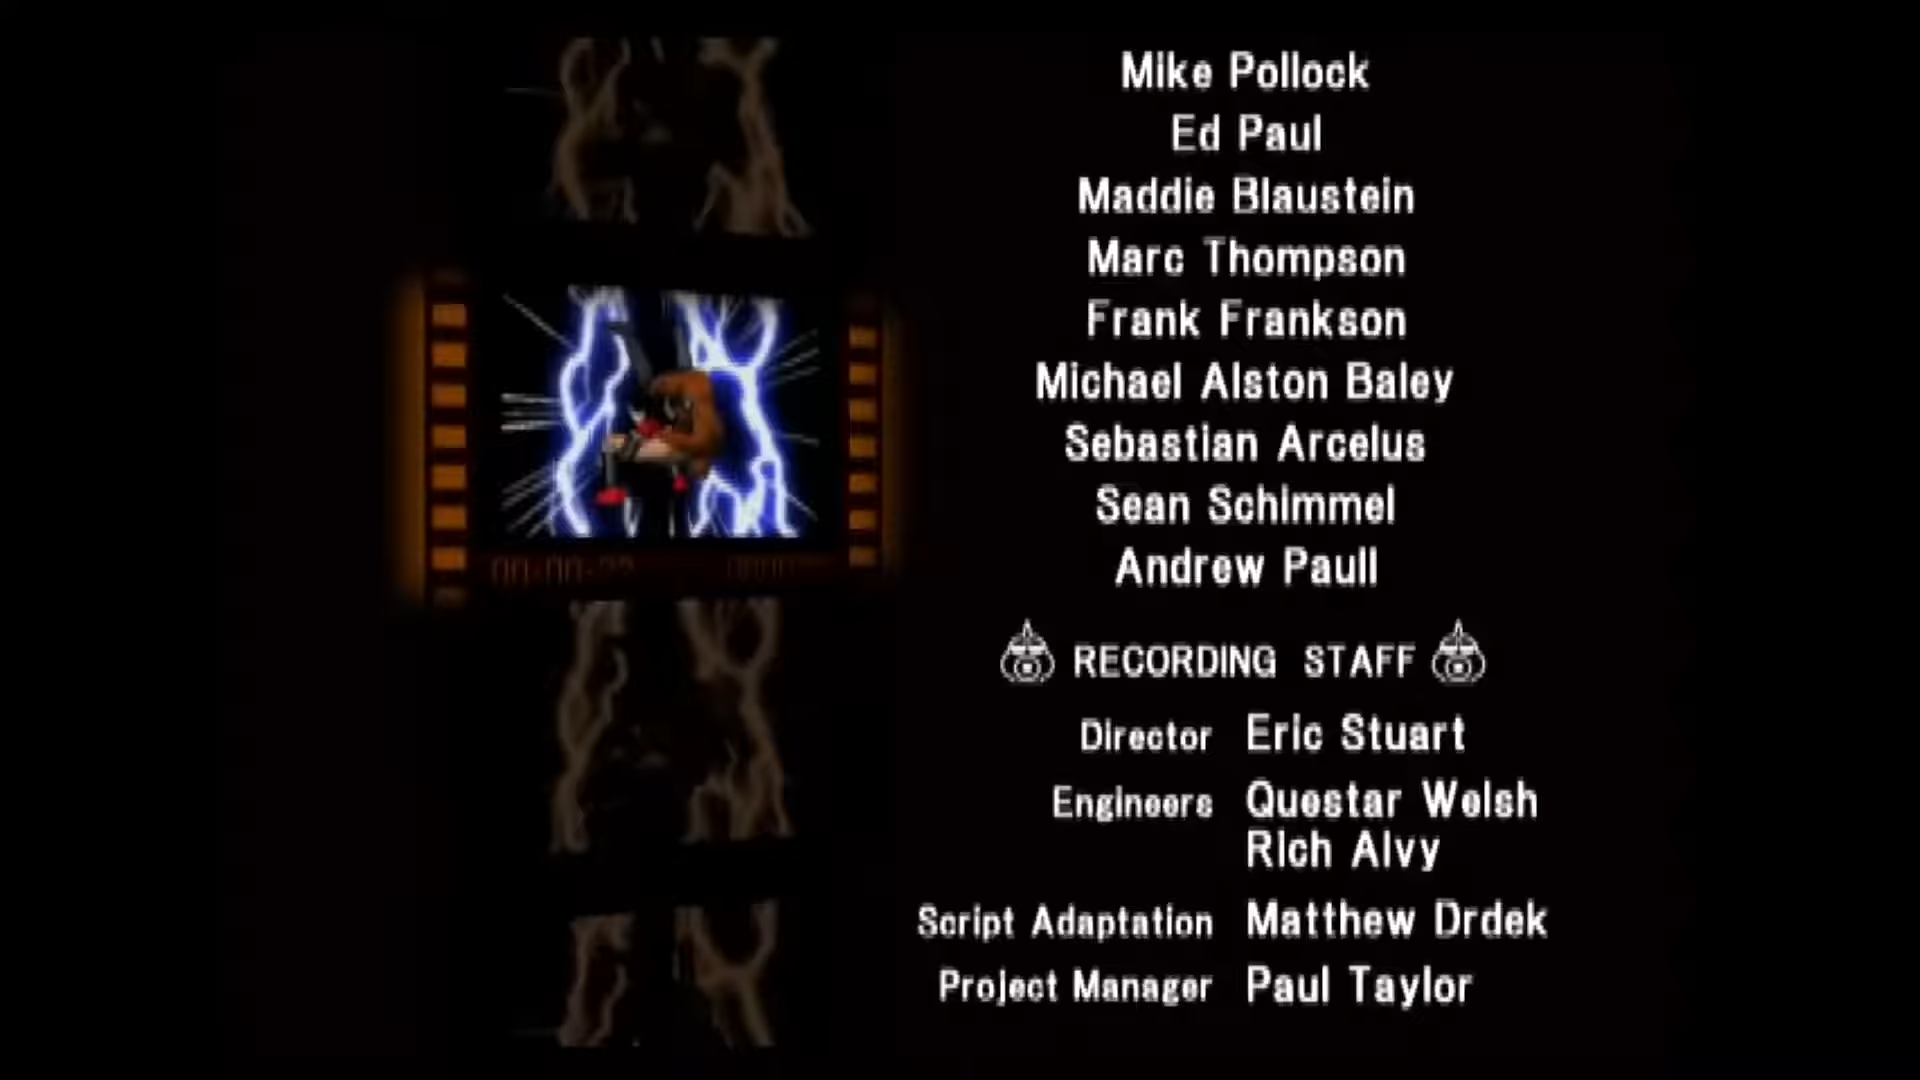 Mike Pollock
Ed Paul
Maddie Blaustein
Marc Thompson
Frank Frankson
Michael Alston Baley
Sebastian Arcelus
Sean Schimmel
Andrew Paull
RECORDING STAFF
Director Eric Stuart
Engineers Questar Welsh
Rich Alvy
Script Adaptation Matthew Drdek
Project Manager Paul Taylor